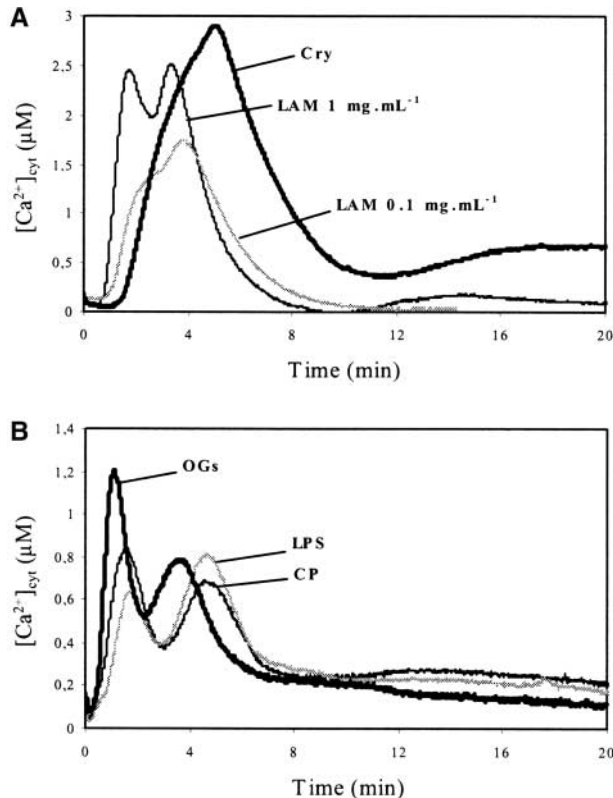 A
3
2.5
2
1.5
1
0.5
0
[Ca²⁺]cyt (µM)
Cry
LAM 1 mg.mL⁻¹
LAM 0.1 mg.mL⁻¹
0 4 8 12 16 20
Time (min)
B
1.4
1.2
1
0.8
0.6
0.4
0.2
0
[Ca²⁺]cyt (µM)
OGs
LPS
CP
0 4 8 12 16 20
Time (min)